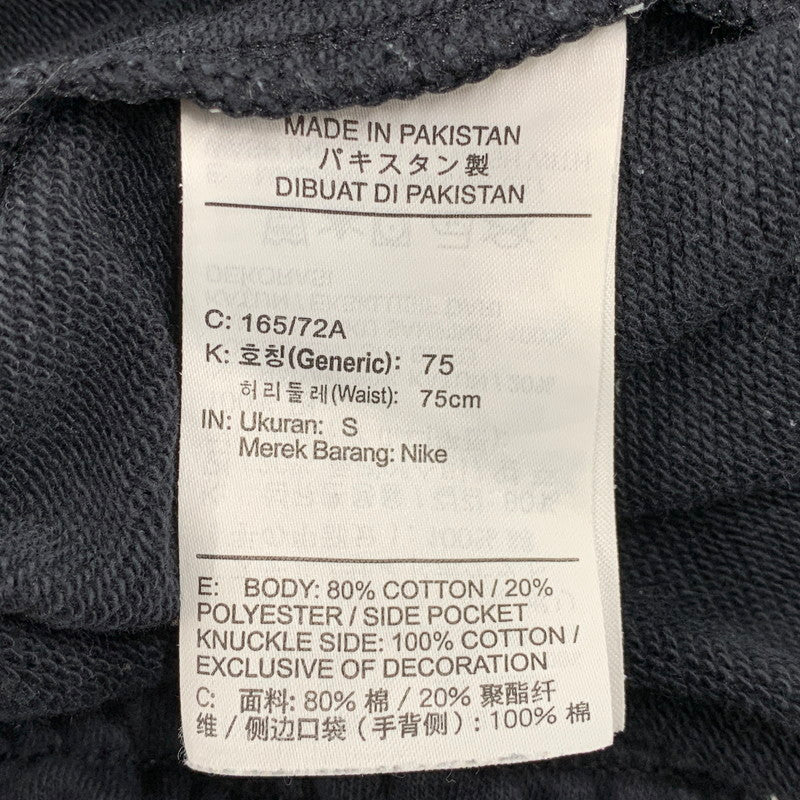 MADE IN PAKISTAN
パキスタン製
DIBUAT DI PAKISTAN
C: 165/72A
K: 호칭(Generic): 75
허리둘레(Waist): 75cm
IN: Ukuran: S
Merek Barang: Nike
E: BODY: 80% COTTON / 20%
POLYESTER / SIDE POCKET
KNUCKLE SIDE: 100% COTTON /
EXCLUSIVE OF DECORATION
C: 面料: 80% 棉 / 20% 聚酯纤
维 / 侧边口袋 (手背侧) : 100% 棉